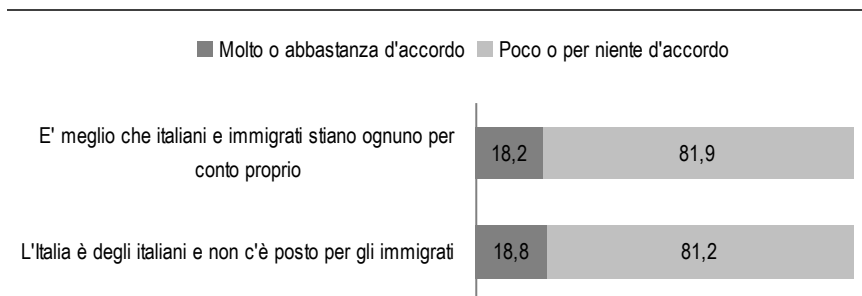 Molto o abbastanza d'accordo Poco o per niente d'accordo
E' meglio che italiani e immigrati stiano ognuno per
conto proprio
18,2 81,9
L'Italia è degli italiani e non c'è posto per gli immigrati
18,8 81,2